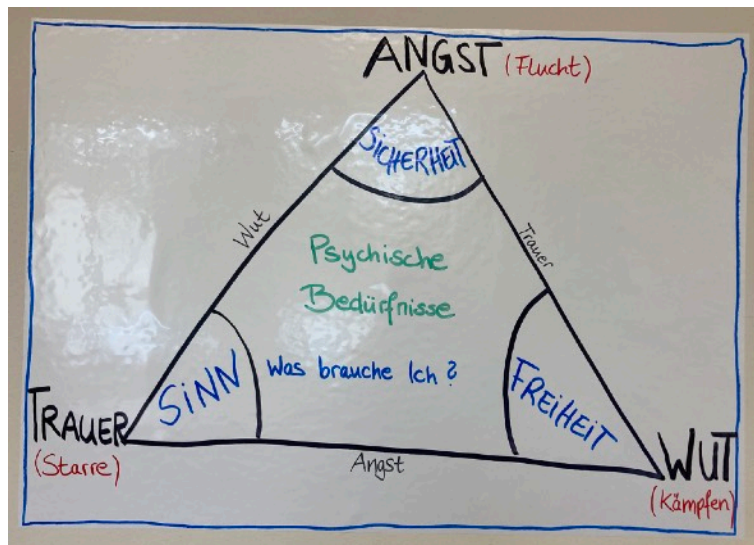 ANGST (Flucht)
SICHERHEIT
Wut
Trauer
Psychische
Bedürfnisse
Was brauche Ich?
SINN
FREIHEIT
TRAUER
(Starre)
Angst
WUT
(Kämpfen)